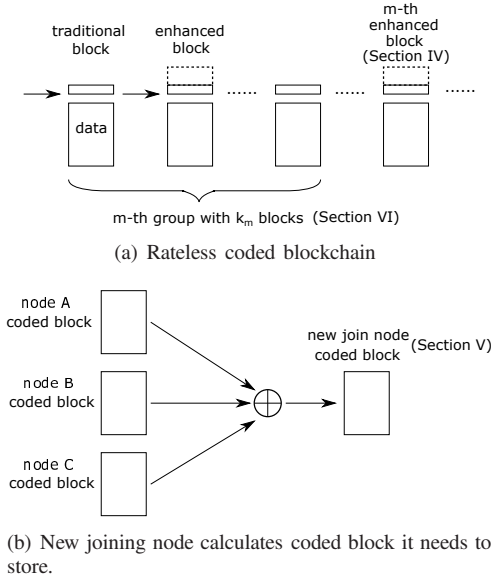 traditional
block
enhanced
block
m-th
enhanced
block
(Section IV)
......
......
......
data
m-th group with km blocks (Section VI)
(a) Rateless coded blockchain
node A
coded block
node B
coded block
node C
coded block
new join node
coded block
(Section V)
(b) New joining node calculates coded block it needs to
store.